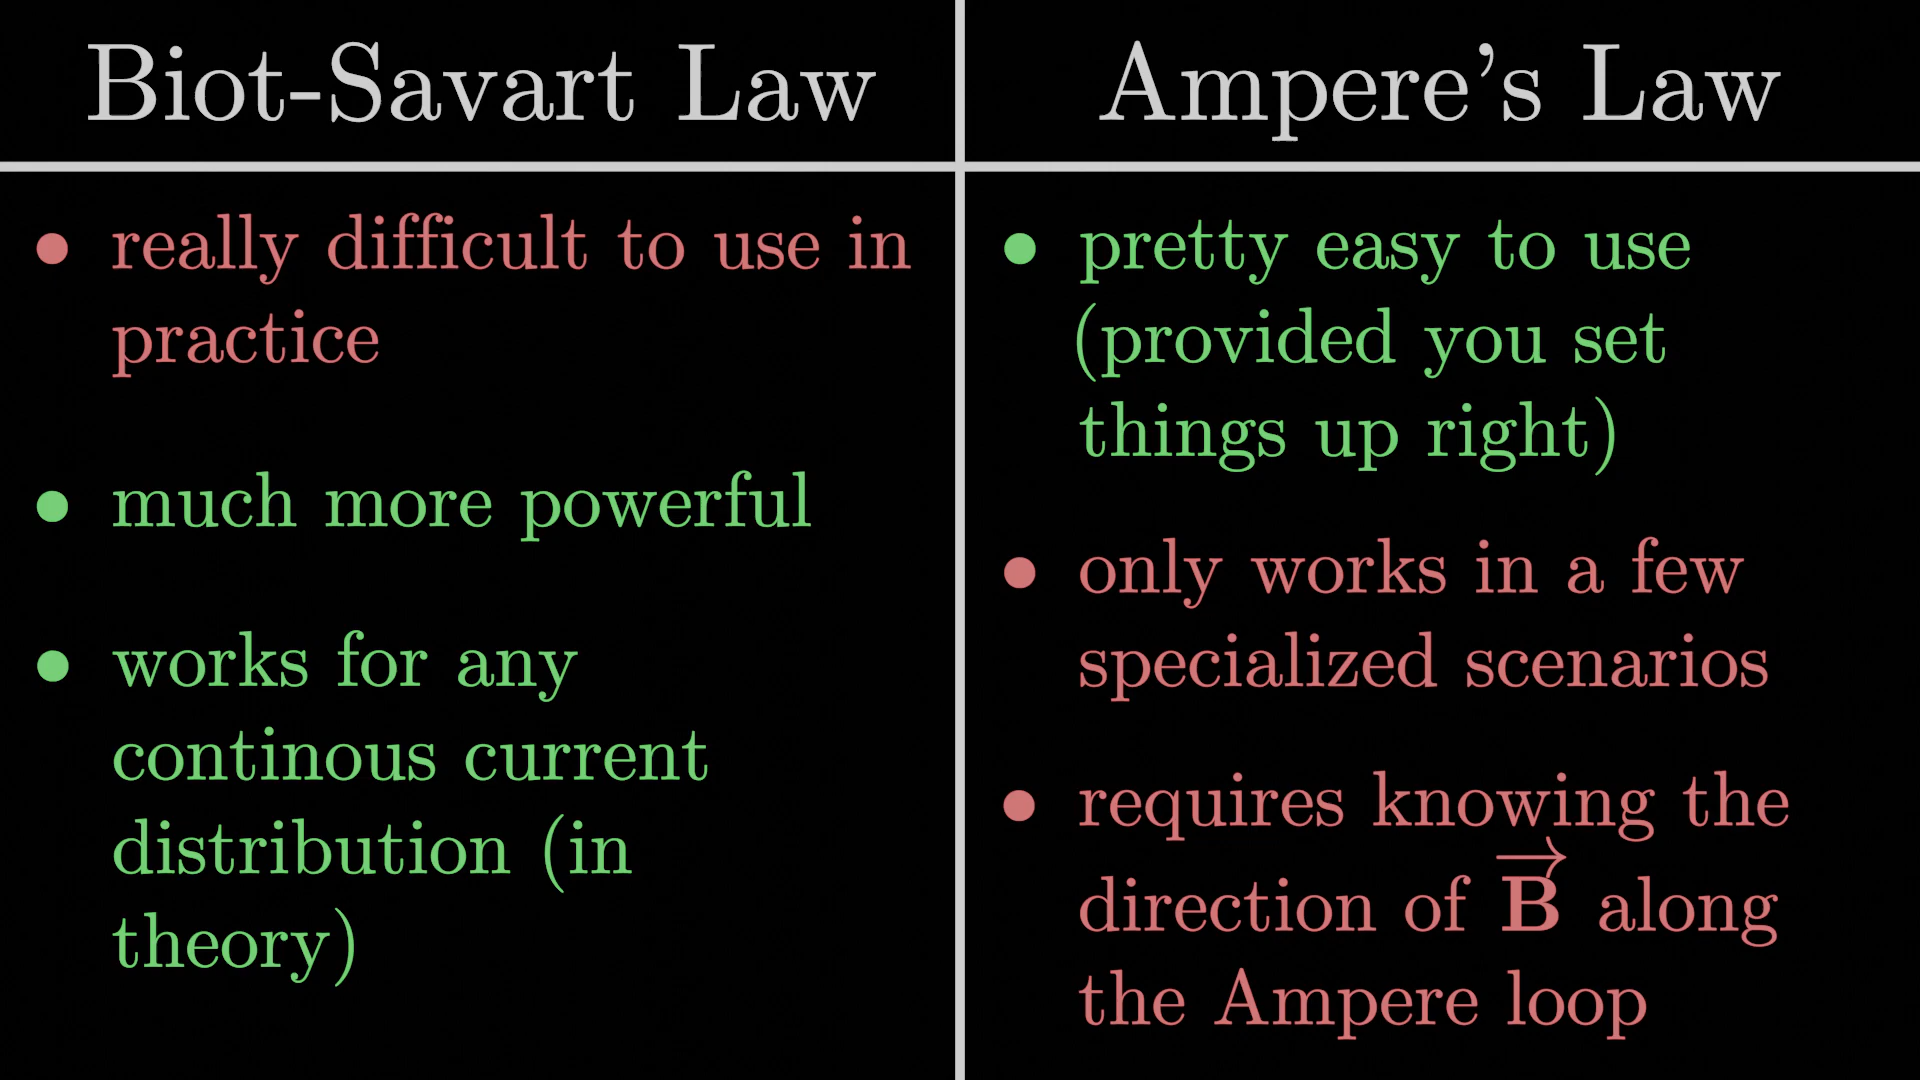 Biot-Savart Law
Ampere's Law
• really difficult to use in
practice
• much more powerful
• works for any
continous current
distribution (in
theory)
• pretty easy to use
(provided you set
things up right)
• only works in a few
specialized scenarios
• requires knowing the
direction of $\overrightarrow{\mathbf{B}}$ along
the Ampere loop